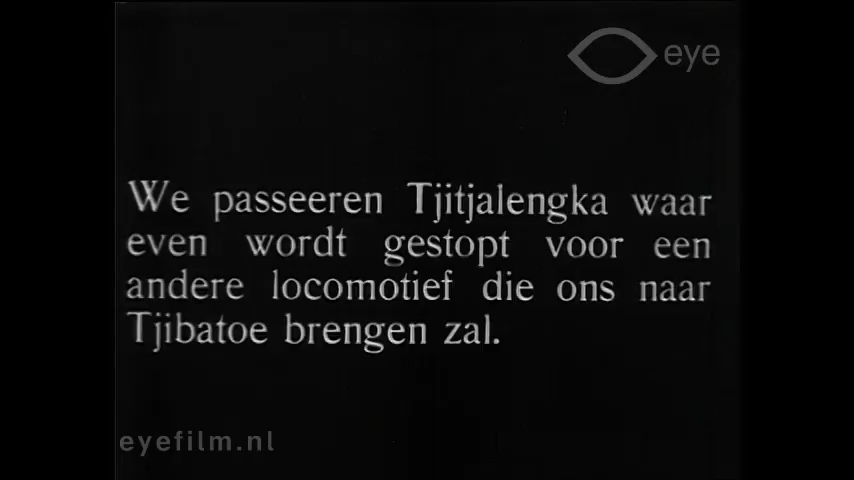 eye
We passeeren Tjitjalengka waar
even wordt gestopt voor een
andere locomotief die ons naar
Tjibatoe brengen zal.
eyefilm.nl